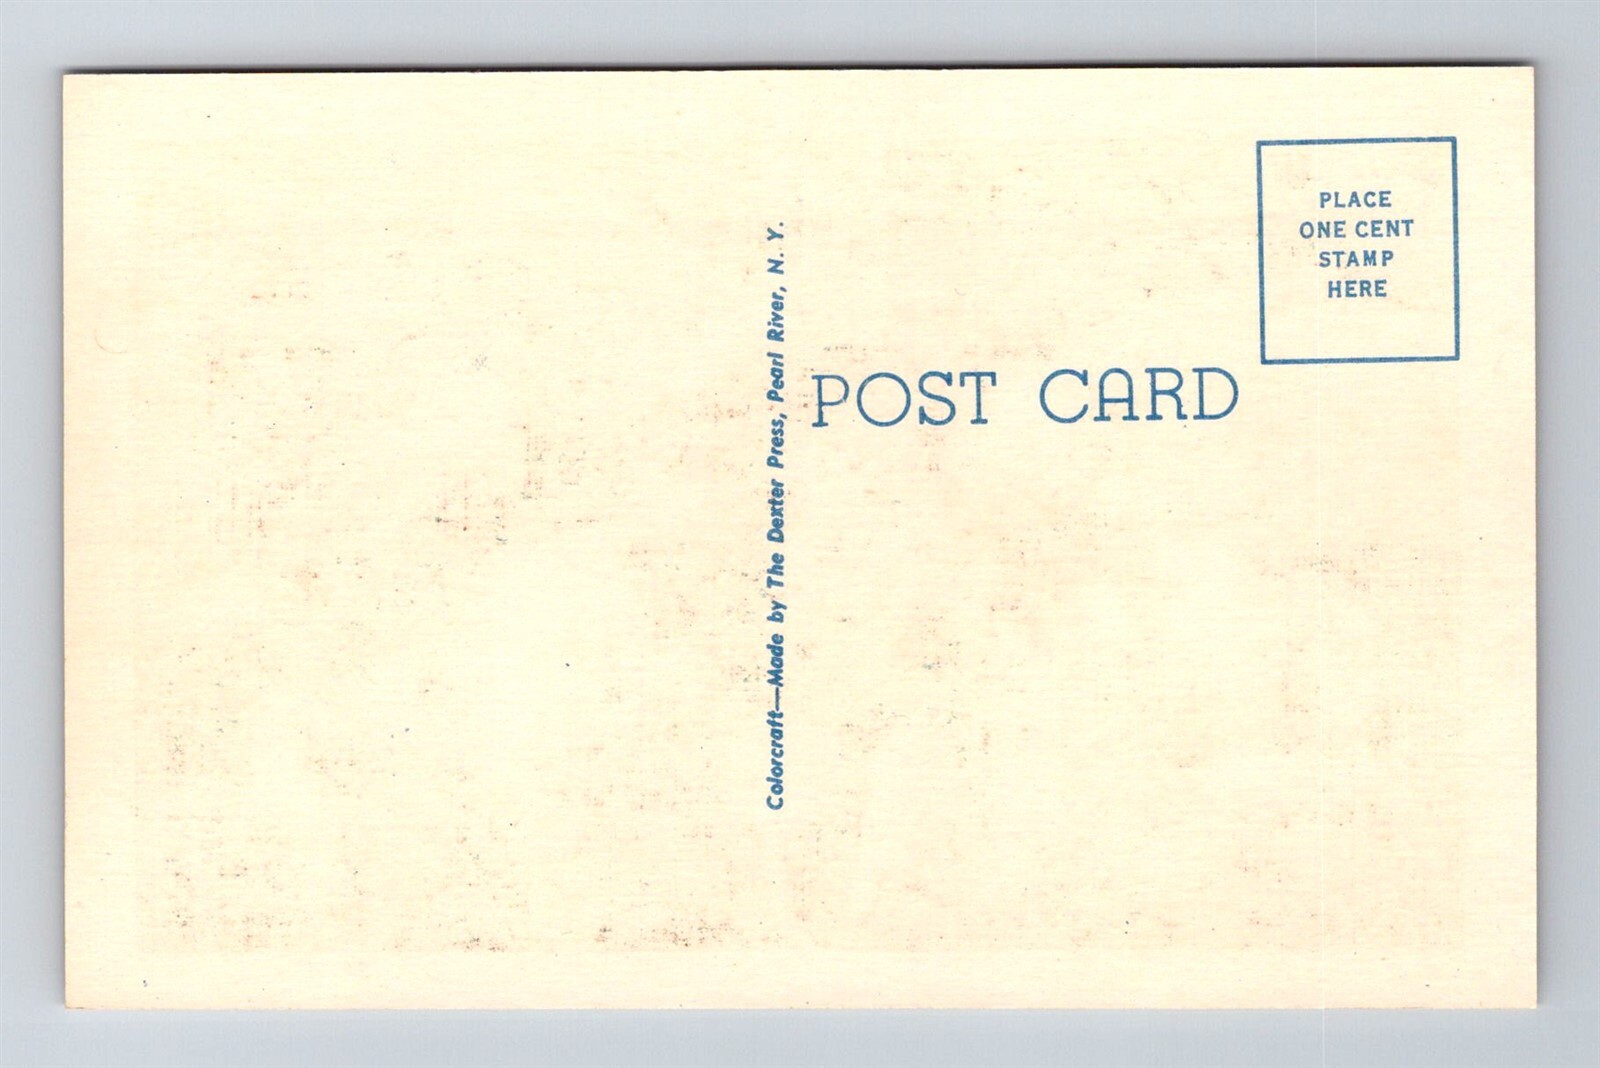 Colorcraft—Made by The Dexter Press, Pearl River, N. Y.
PLACE
ONE CENT
STAMP
HERE
POST CARD